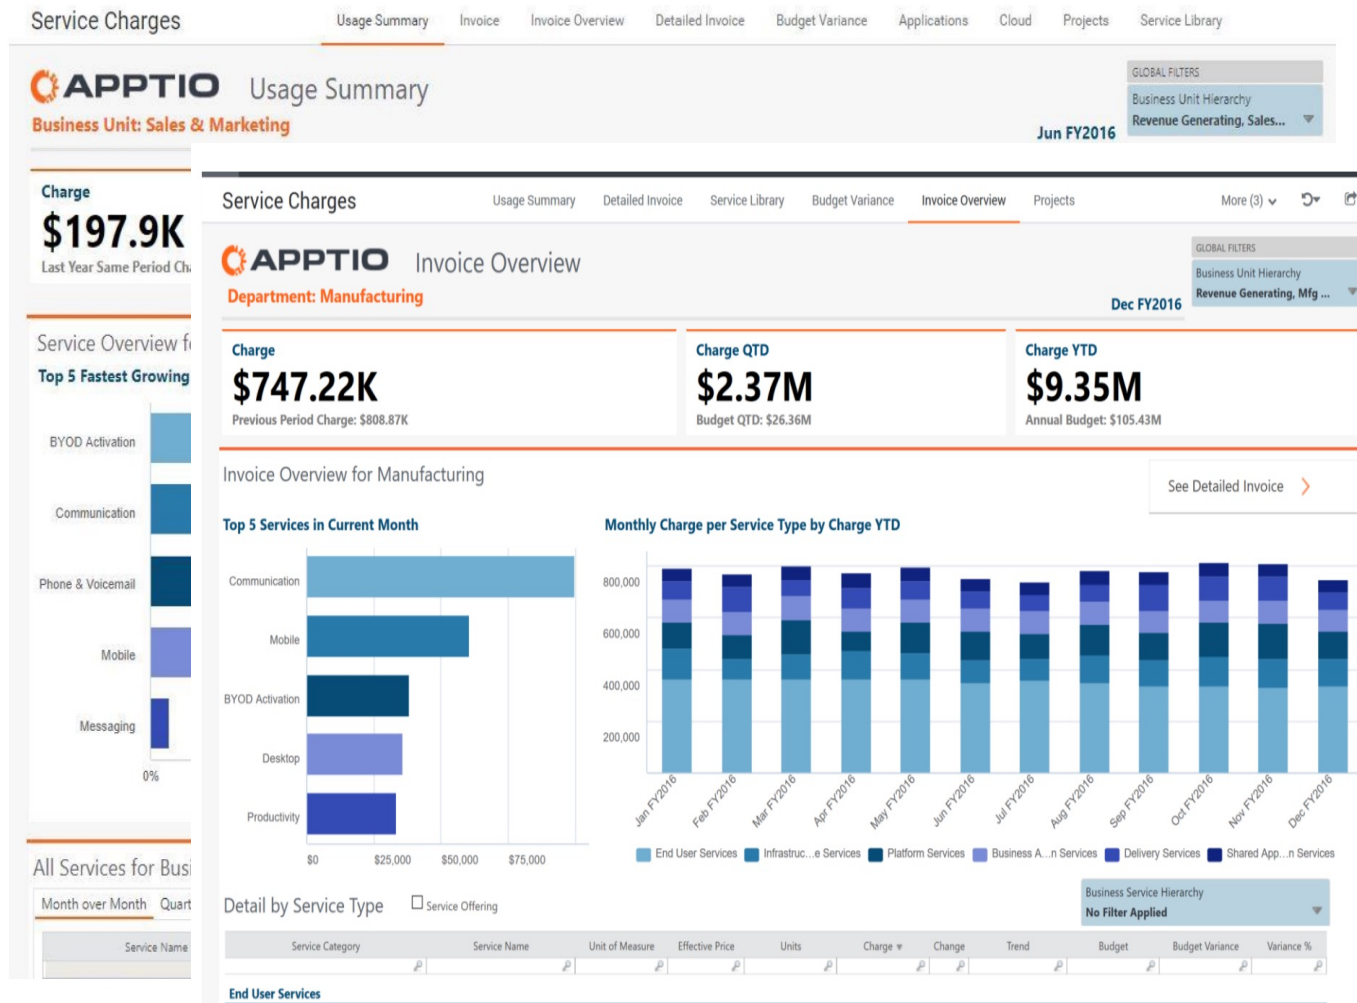 Service Charges
Usage Summary Invoice Invoice Overview Detailed Invoice Budget Variance Applications Cloud Projects Service Library
APPTIO Usage Summary
Business Unit: Sales & Marketing
Jun FY2016
GLOBAL FILTERS
Business Unit Hierarchy
Revenue Generating, Sales...
Charge
$197.9K
Last Year Same Period Ch
Service Overview f
Top 5 Fastest Growing
BYOD Activation
Communication
Phone & Voicemail
Mobile
Messaging
0%
All Services for Busi
Month over Month Quart
Service Name
Service Charges
Usage Summary Detailed Invoice Service Library Budget Variance Invoice Overview Projects More (3)
APPTIO Invoice Overview
Department: Manufacturing
Dec FY2016
GLOBAL FILTERS
Business Unit Hierarchy
Revenue Generating, Mfg ...
Charge
$747.22K
Previous Period Charge: $808.87K
Charge QTD
$2.37M
Budget QTD: $26.36M
Charge YTD
$9.35M
Annual Budget: $105.43M
Invoice Overview for Manufacturing
See Detailed Invoice
Top 5 Services in Current Month
Communication
Mobile
BYOD Activation
Desktop
Productivity
$0 $25,000 $50,000 $75,000
Monthly Charge per Service Type by Charge YTD
800,000
600,000
400,000
200,000
Jan FY2016 Feb FY2016 Mar FY2016 Apr FY2016 May FY2016 Jun FY2016 Jul FY2016 Aug FY2016 Sep FY2016 Oct FY2016 Nov FY2016 Dec FY2016
End User Services Infrastruc...e Services Platform Services Business A...n Services Delivery Services Shared App...n Services
Detail by Service Type
Service Offering
Business Service Hierarchy
No Filter Applied
Service Category Service Name Unit of Measure Effective Price Units Charge Change Trend Budget Budget Variance Variance %
End User Services